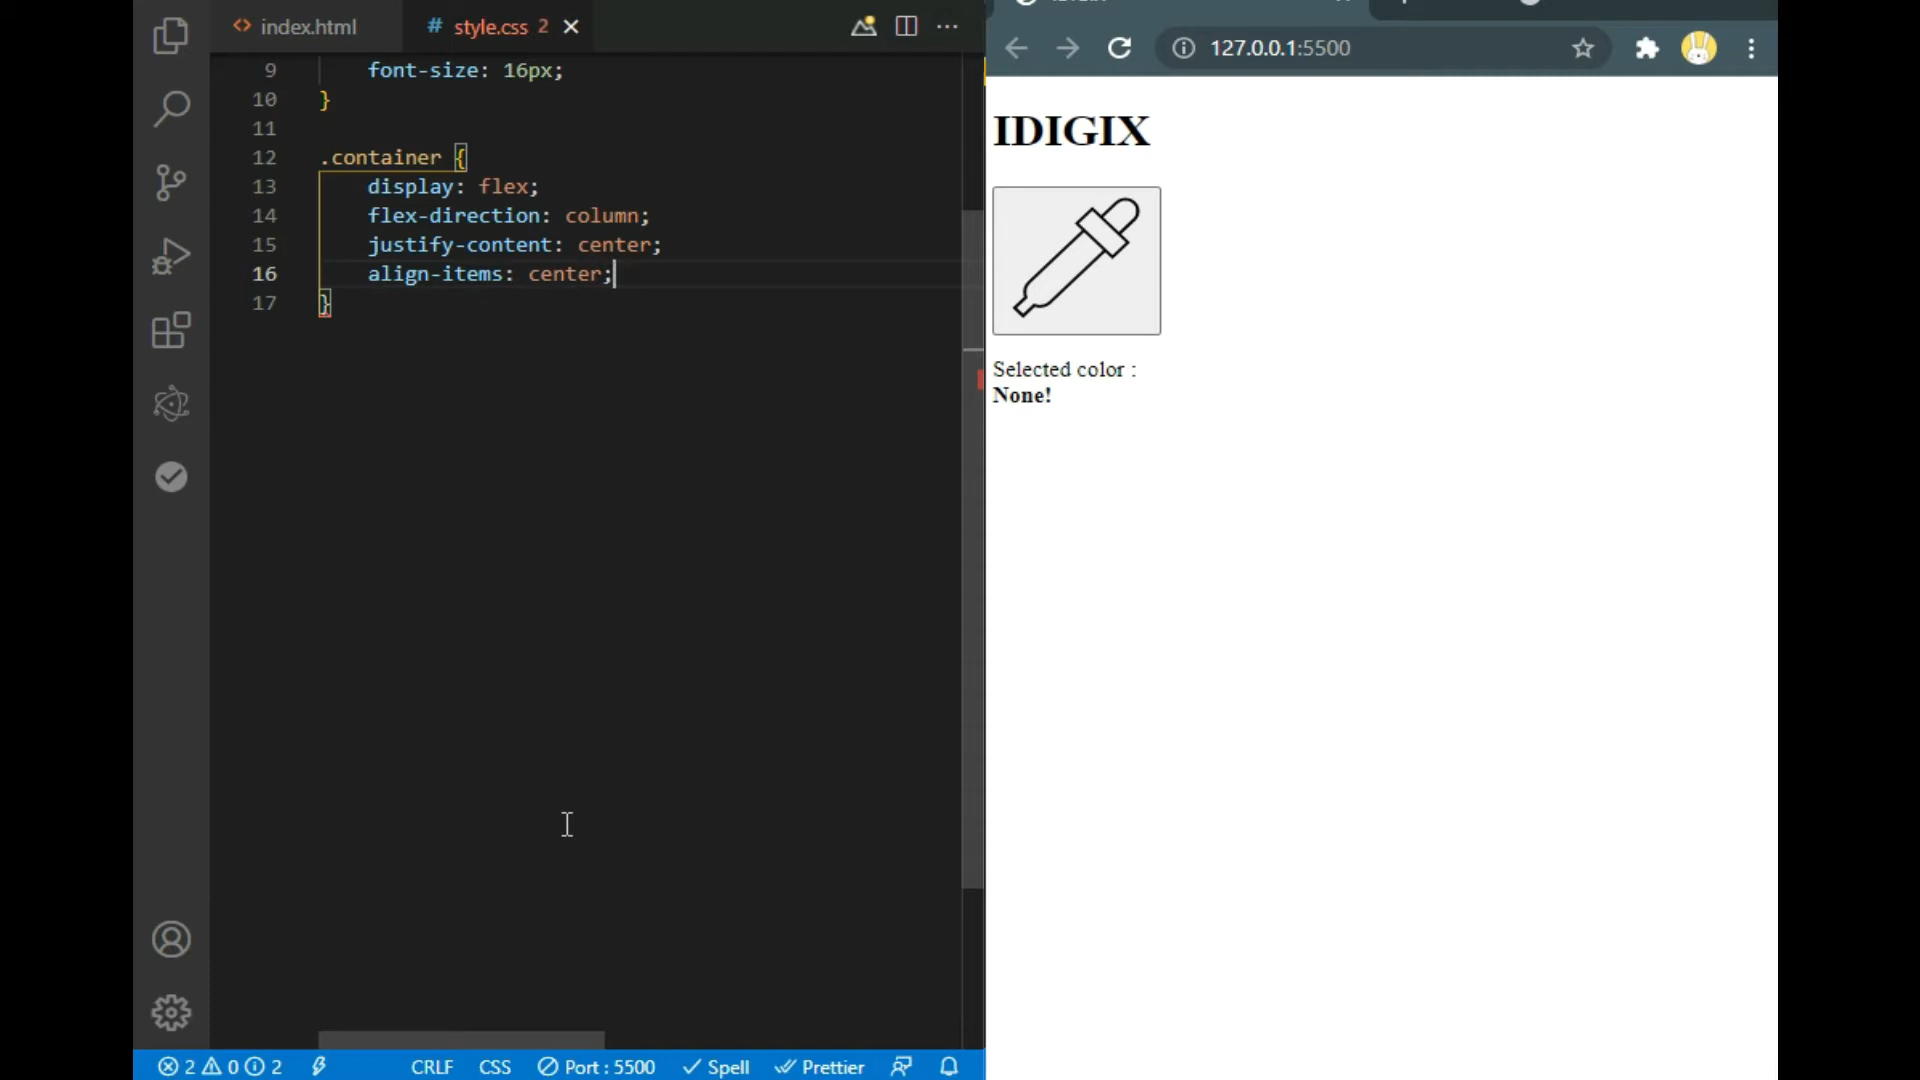 index.html
# style.css 2
9 font-size: 16px;
10 }
11
12 .container {
13 display: flex;
14 flex-direction: column;
15 justify-content: center;
16 align-items: center;
17 }
2 0 2 CRLF CSS Port : 5500 Spell Prettier
127.0.0.1:5500
IDIGIX
Selected color :
None!